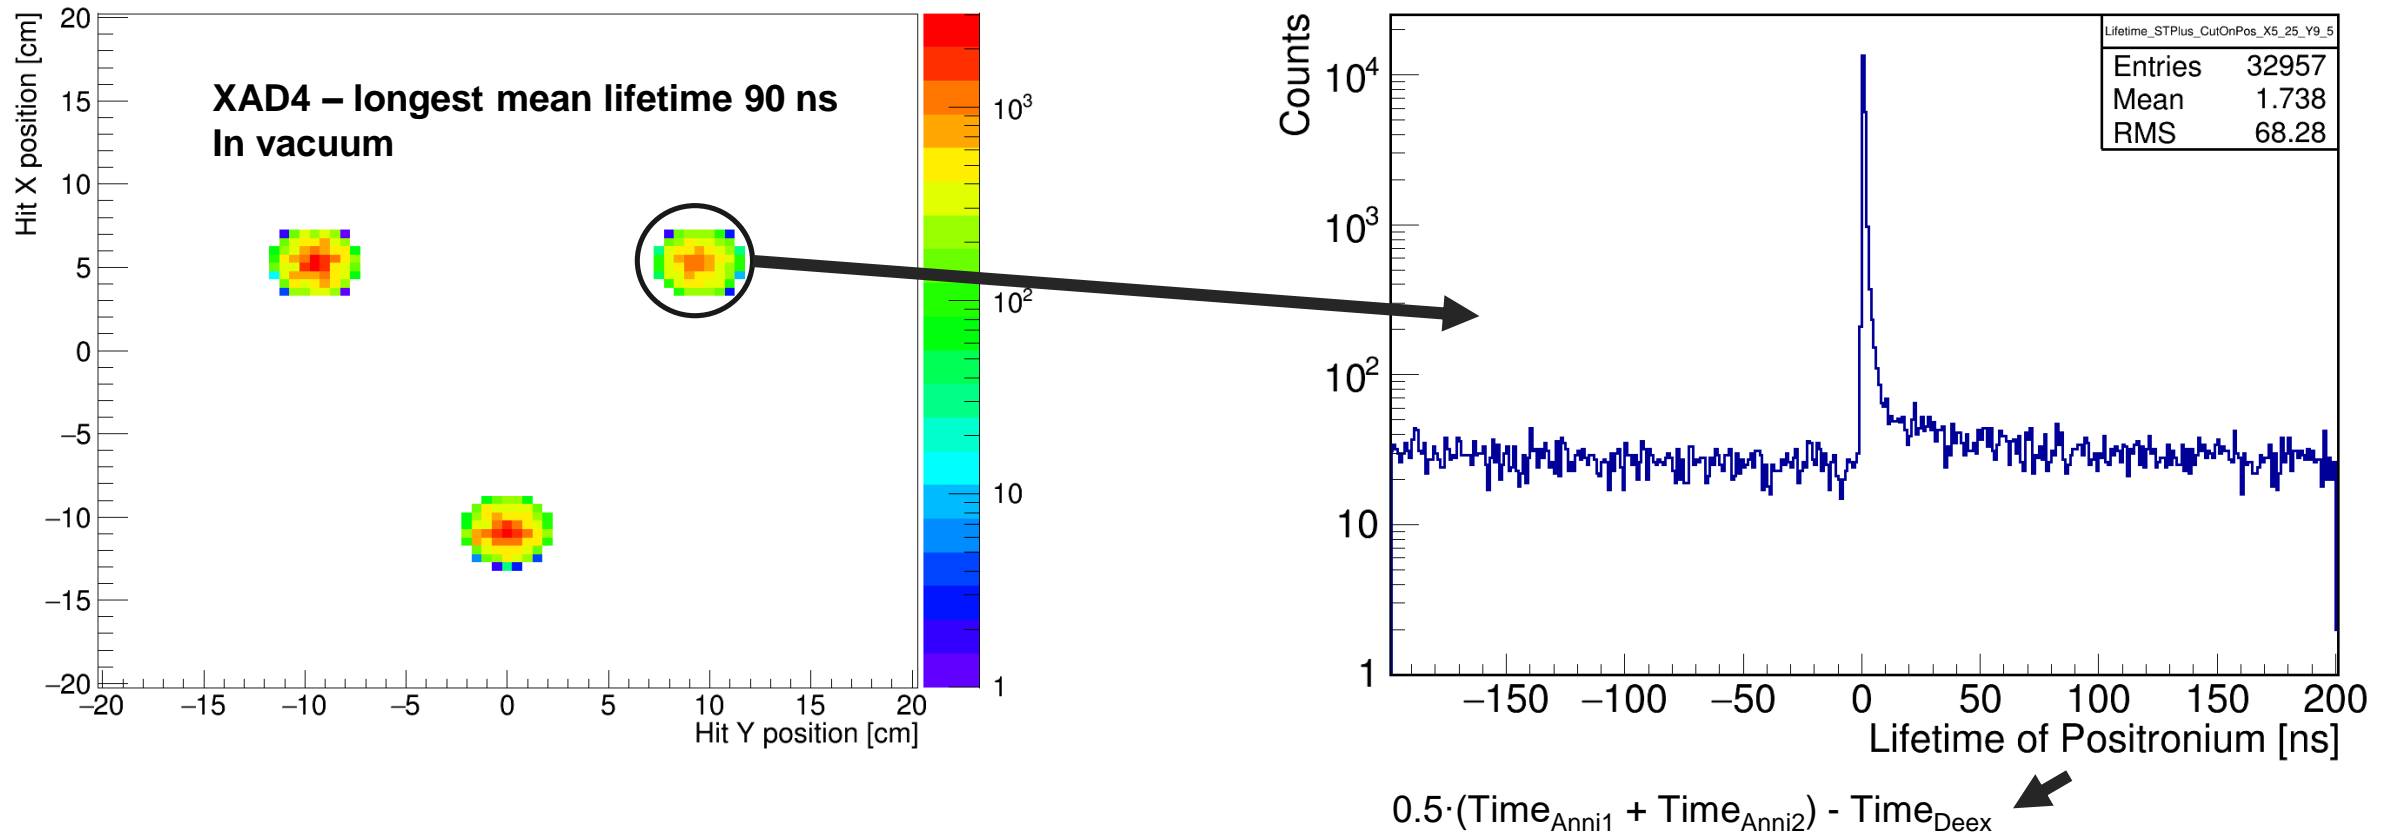 XAD4 – longest mean lifetime 90 ns
In vacuum
Hit X position [cm]
20
15
10
5
0
−5
−10
−15
−20
−20 −15 −10 −5 0 5 10 15 20
Hit Y position [cm]
10³
10²
10
1
Counts
10⁴
10³
10²
10
1
Lifetime_STPlus_CutOnPos_X5_25_Y9_5
Entries 32957
Mean 1.738
RMS 68.28
−150 −100 −50 0 50 100 150 200
Lifetime of Positronium [ns]
0.5·(Time_Anni1 + Time_Anni2) - Time_Deex